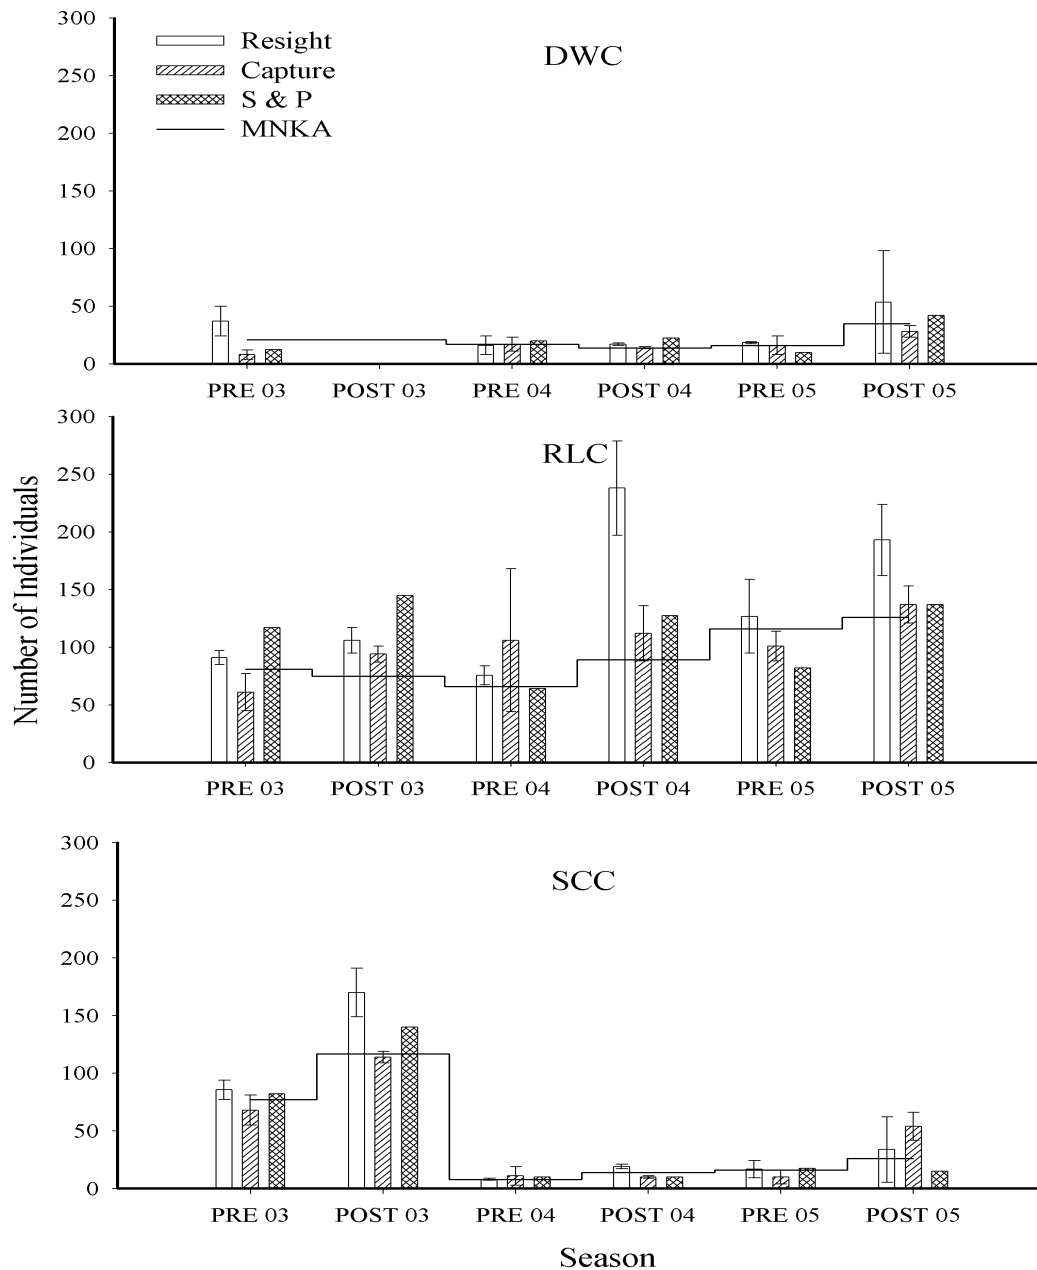 300
250
200
150
100
50
0
Resight
Capture
S & P
MNKA
DWC
PRE 03 POST 03 PRE 04 POST 04 PRE 05 POST 05
Number of Individuals
300
250
200
150
100
50
0
RLC
PRE 03 POST 03 PRE 04 POST 04 PRE 05 POST 05
300
250
200
150
100
50
0
SCC
PRE 03 POST 03 PRE 04 POST 04 PRE 05 POST 05
Season